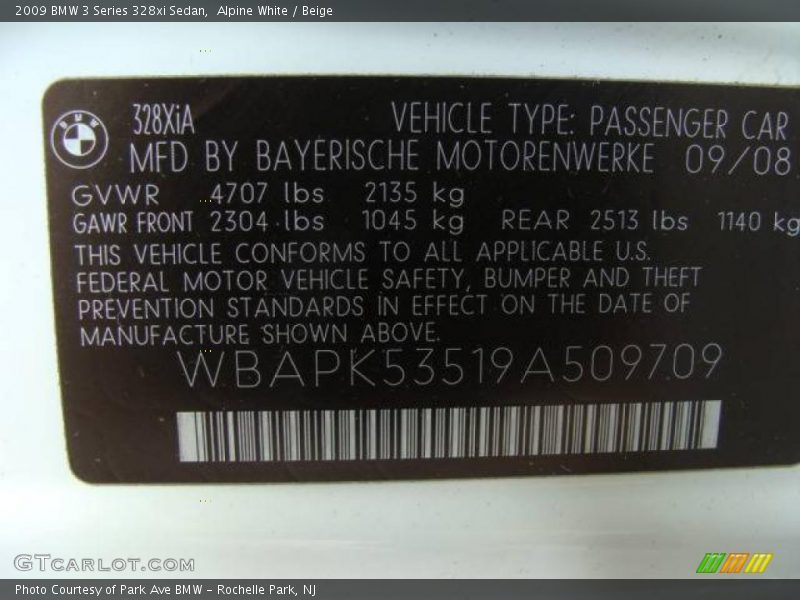 2009 BMW 3 Series 328xi Sedan,  Alpine White / Beige
BMW
328XiA
VEHICLE TYPE: PASSENGER CAR
MFD BY BAYERISCHE MOTORENWERKE 09/08
GVWR 4707 lbs 2135 kg
GAWR FRONT 2304 lbs 1045 kg REAR 2513 lbs 1140 kg
THIS VEHICLE CONFORMS TO ALL APPLICABLE U.S.
FEDERAL MOTOR VEHICLE SAFETY, BUMPER AND THEFT
PREVENTION STANDARDS IN EFFECT ON THE DATE OF
MANUFACTURE SHOWN ABOVE.
WBAPK53519A509709
GTCARLOT.COM
Photo Courtesy of Park Ave BMW - Rochelle Park, NJ